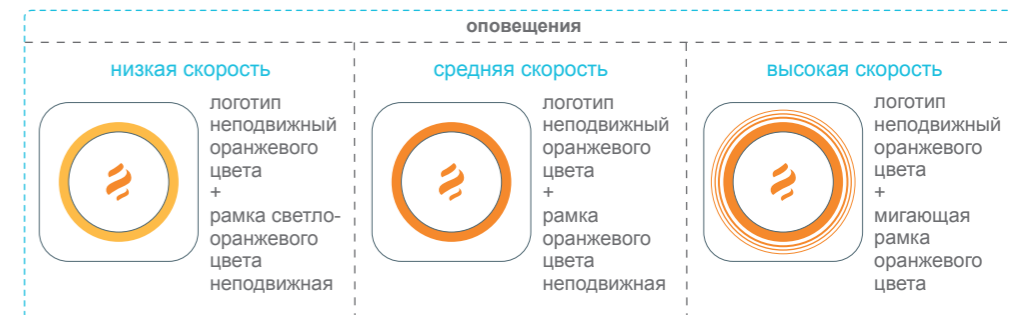 оповещения
низкая скорость
логотип
неподвижный
оранжевого
цвета
+
рамка светло-
оранжевого
цвета
неподвижная
средняя скорость
логотип
неподвижный
оранжевого
цвета
+
рамка
оранжевого
цвета
неподвижная
высокая скорость
логотип
неподвижный
оранжевого
цвета
+
мигающая
рамка
оранжевого
цвета